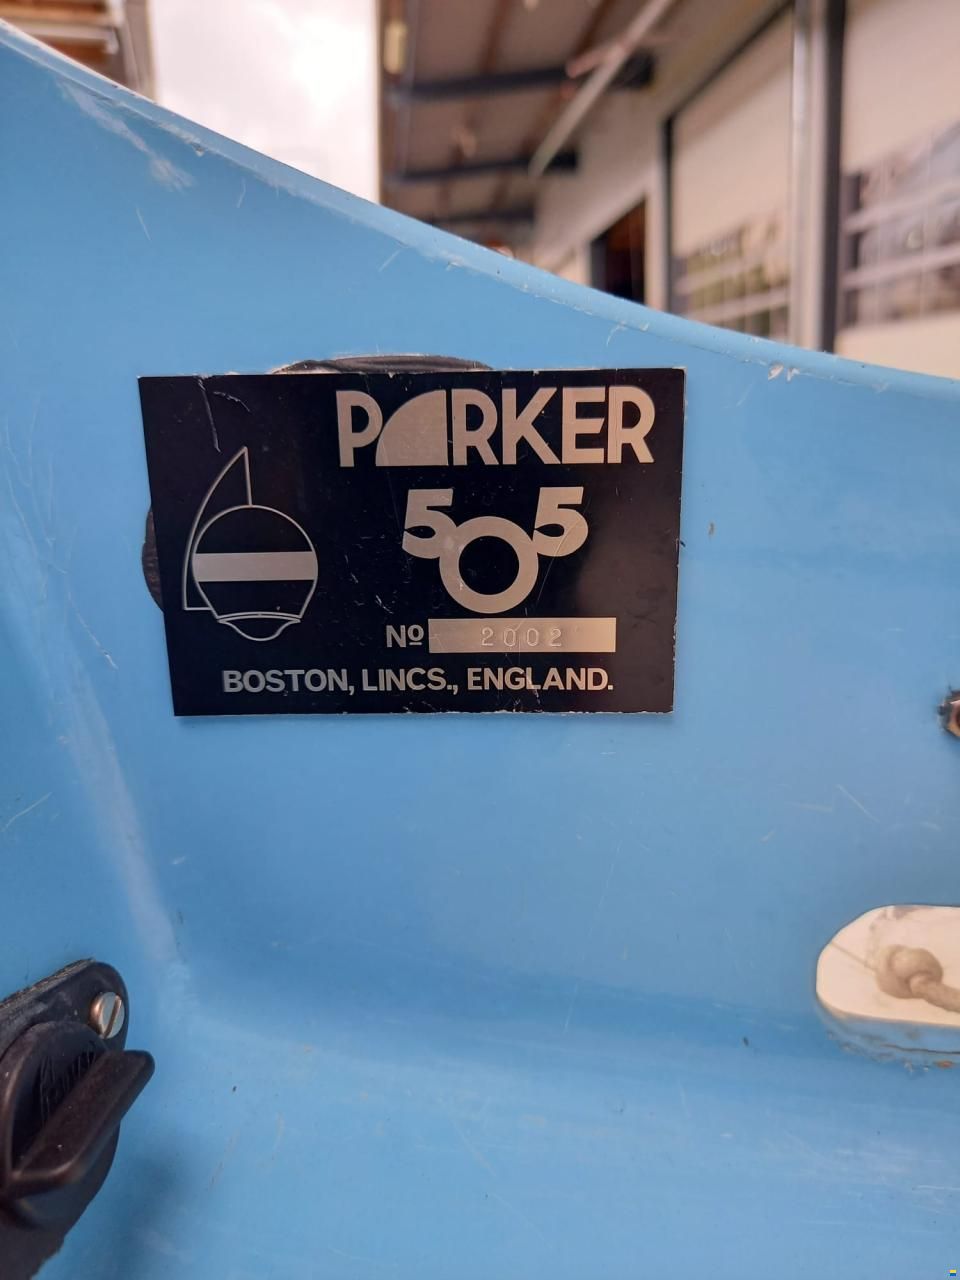 PARKER
505
Nº 2002
BOSTON, LINCS., ENGLAND.